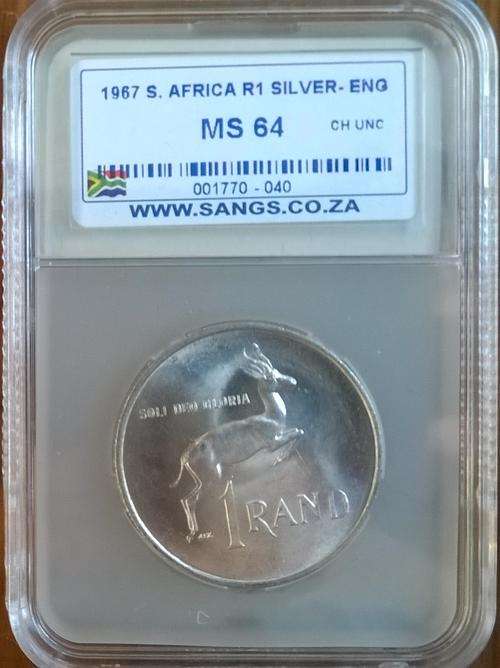 1967 S. AFRICA R1 SILVER- ENG
MS 64 CH UNC
001770 - 040
WWW.SANGS.CO.ZA
SOLI DEO GLORIA
1 RAND